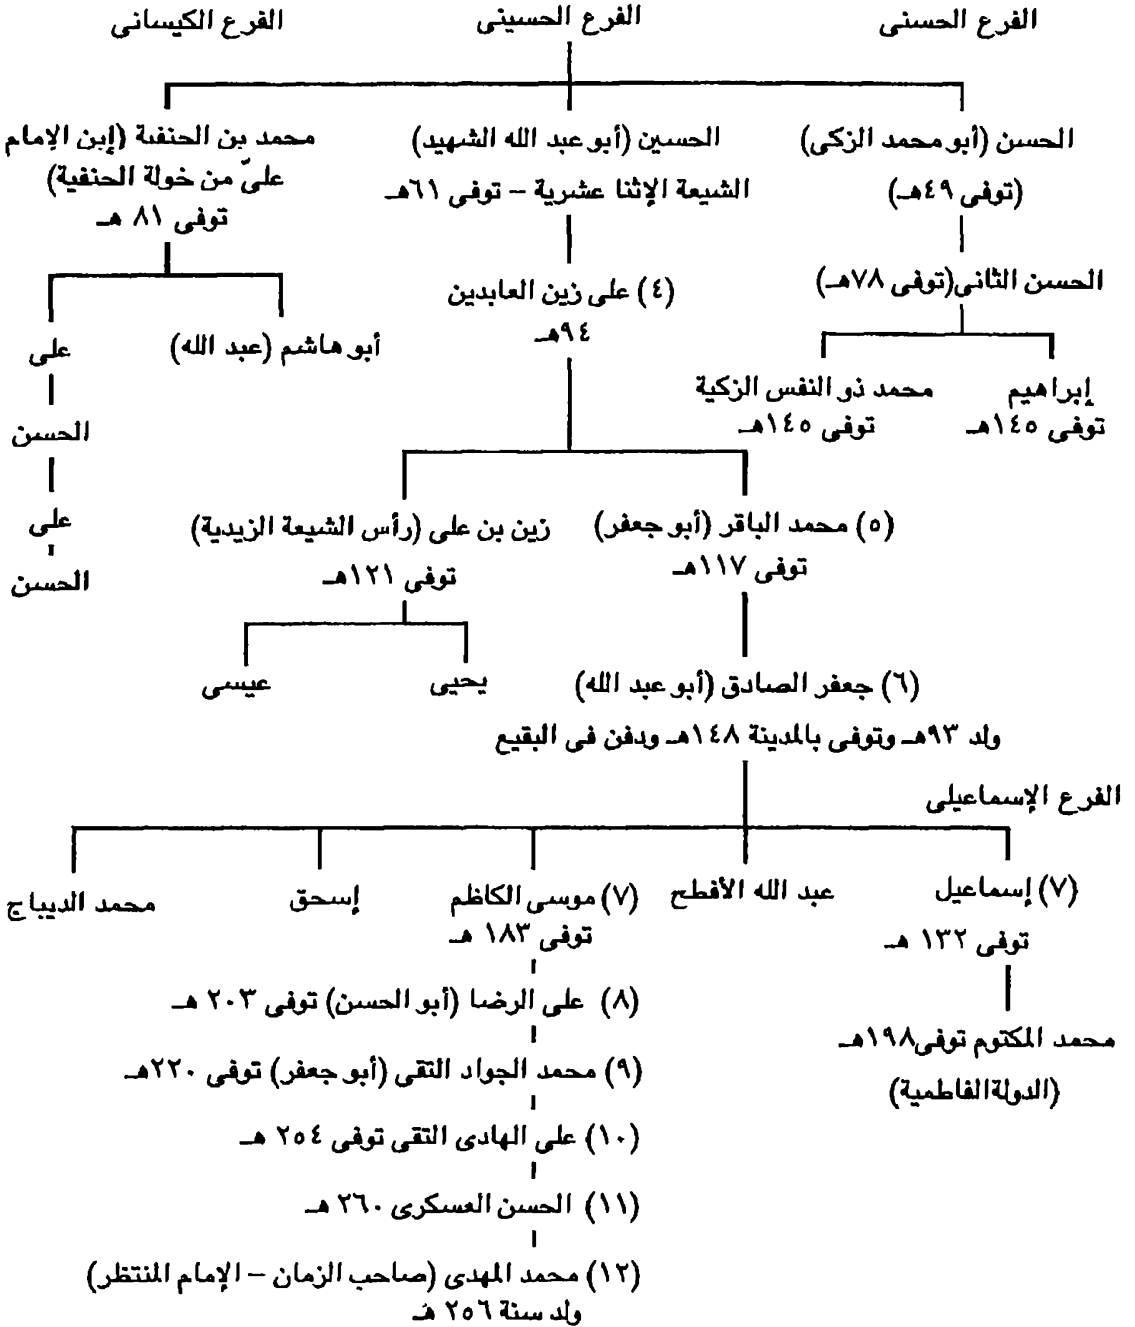 الفرع الحسنى
الفرع الحسينى
الفرع الكيسانى
الحسن (أبو محمد الزكى)
(توفى ٤٩هـ)
الحسين (أبو عبد الله الشهيد)
الشيعة الإثنا عشرية – توفى ٦١هـ
محمد بن الحنفىة (إبن الإمام
علىّ من خولة الحنفية)
توفى ٨١ هـ
الحسن الثانى(توفى ٧٨هـ)
(٤) على زين العابدين
٩٤هـ
أبو هاشم (عبد الله)
على
الحسن
على
الحسن
إبراهيم
توفى ١٤٥هـ
محمد ذو النفس الزكية
توفى ١٤٥هـ
(٥) محمد الباقر (أبو جعفر)
توفى ١١٧هـ
زين بن على (رأس الشيعة الزيدية)
توفى ١٢١هـ
يحيى
عيسى
(٦) جعفر الصادق (أبو عبد الله)
ولد ٩٣هـ وتوفى بالمدينة ١٤٨هـ ودفن فى البقيع
الفرع الإسماعيلى
(٧) إسماعيل
توفى ١٣٢ هـ
عبد الله الأفطح
(٧) موسى الكاظم
توفى ١٨٣ هـ
إسحق
محمد الديباج
محمد المكتوم توفى١٩٨هـ
(الدولةالفاطمية)
(٨) على الرضا (أبو الحسن) توفى ٢٠٣ هـ
(٩) محمد الجواد التقى (أبو جعفر) توفى ٢٢٠هـ
(١٠) على الهادى التقى توفى ٢٥٤ هـ
(١١) الحسن العسكرى ٢٦٠ هـ
(١٢) محمد المهدى (صاحب الزمان – الإمام المنتظر)
ولد سنة ٢٥٦ هـ